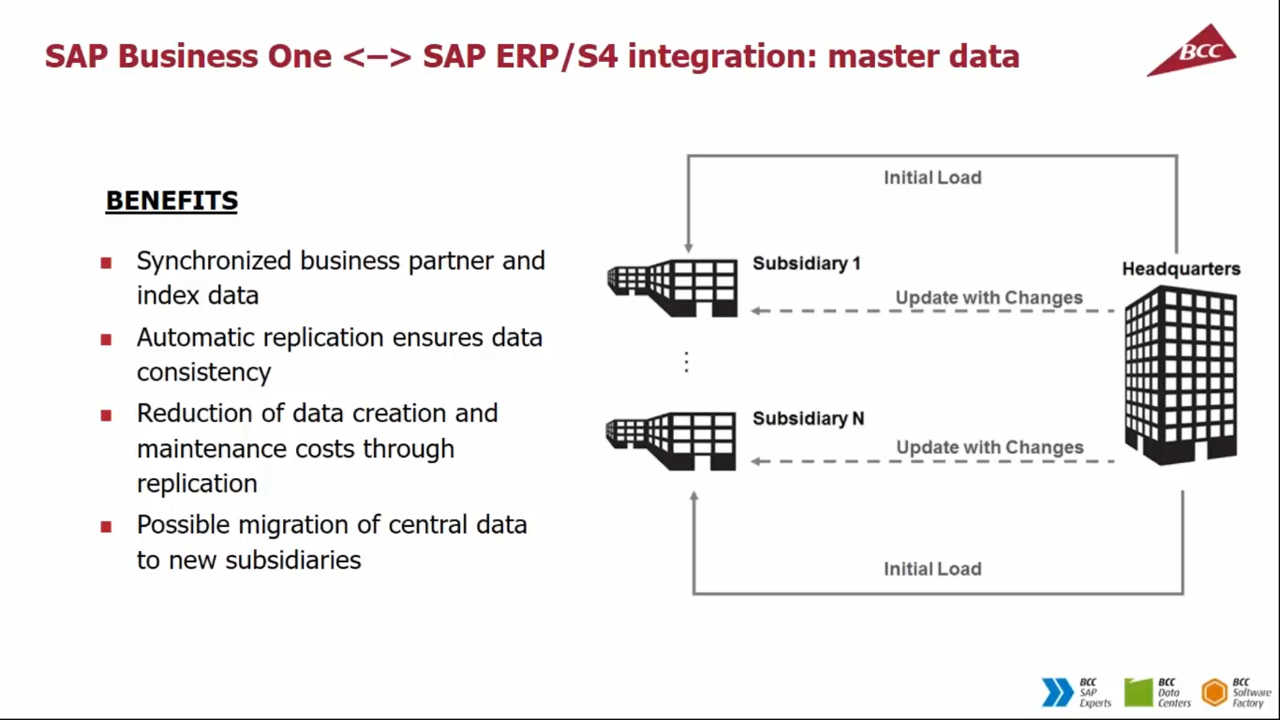 SAP Business One <–> SAP ERP/S4 integration: master data
BCC
BENEFITS
Synchronized business partner and
index data
Automatic replication ensures data
consistency
Reduction of data creation and
maintenance costs through
replication
Possible migration of central data
to new subsidiaries
Initial Load
Subsidiary 1
Headquarters
Update with Changes
Subsidiary N
Update with Changes
Initial Load
BCC
SAP
Experts
BCC
Data
Centers
BCC
Software
Factory